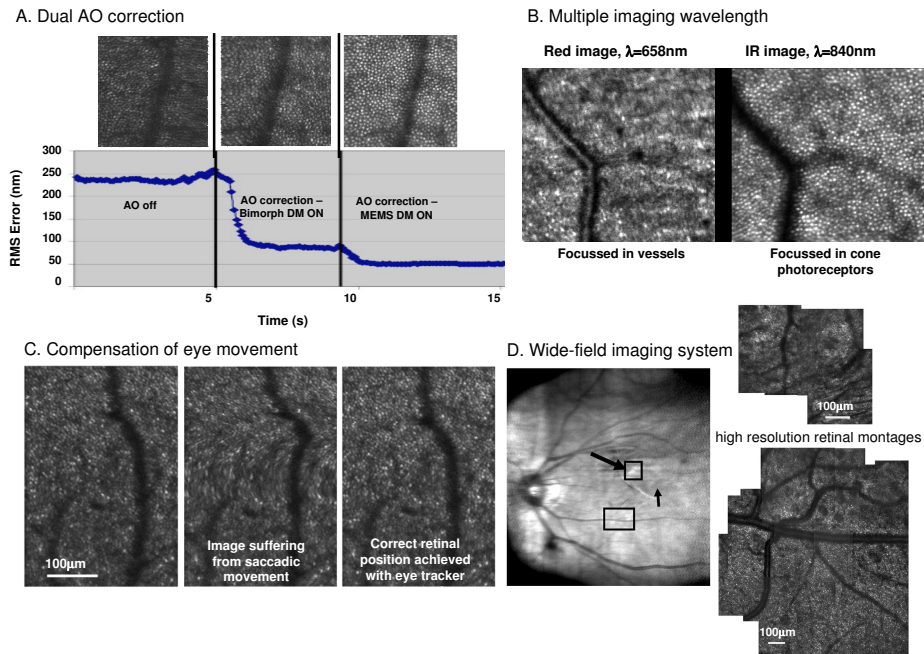 A. Dual AO correction
300
250
200
150
100
50
0
RMS Error (nm)
AO off
AO correction –
Bimorph DM ON
AO correction –
MEMS DM ON
5
10
15
Time (s)
B. Multiple imaging wavelength
Red image, λ=658nm
IR image, λ=840nm
Focussed in vessels
Focussed in cone
photoreceptors
C. Compensation of eye movement
100μm
Image suffering
from saccadic
movement
Correct retinal
position achieved
with eye tracker
D. Wide-field imaging system
100μm
high resolution retinal montages
100μm